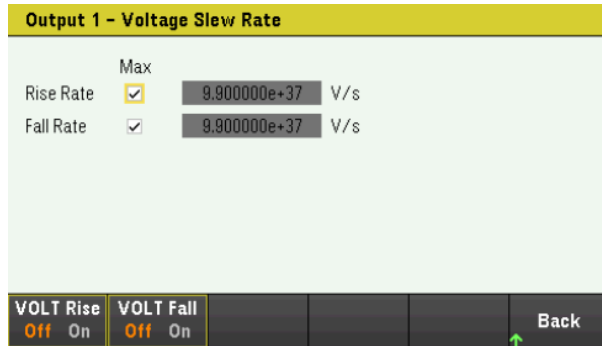 Output 1 – Voltage Slew Rate
Max
Rise Rate 9.900000e+37 V/s
Fall Rate 9.900000e+37 V/s
VOLT Rise VOLT Fall
Off On Off On Back